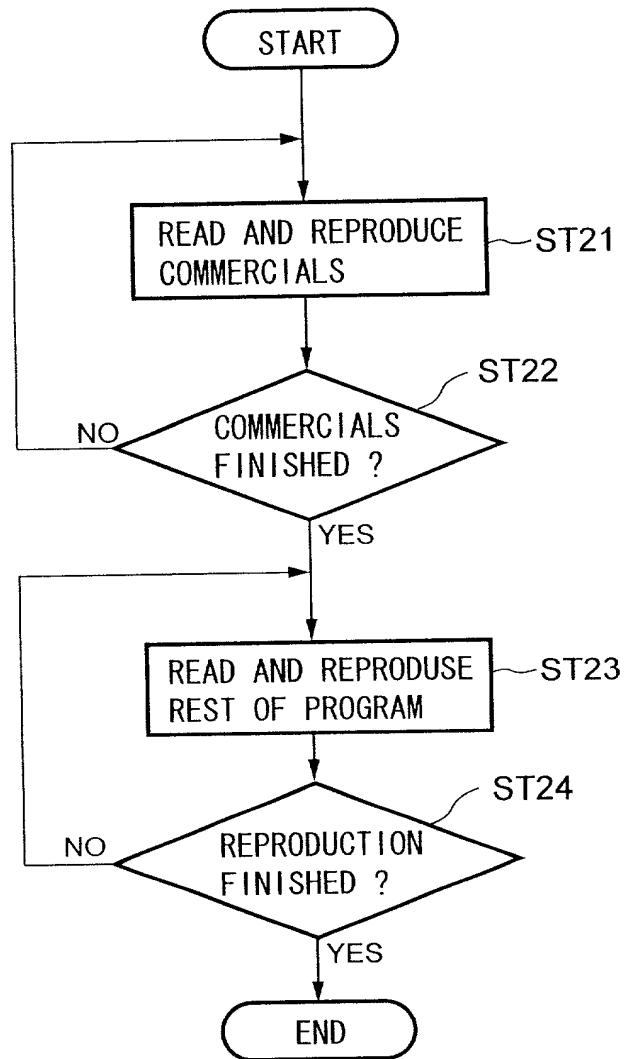 START
READ AND REPRODUCE
COMMERCIALS
ST21
ST22
COMMERCIALS
FINISHED ?
NO
YES
READ AND REPRODUSE
REST OF PROGRAM
ST23
ST24
REPRODUCTION
FINISHED ?
NO
YES
END